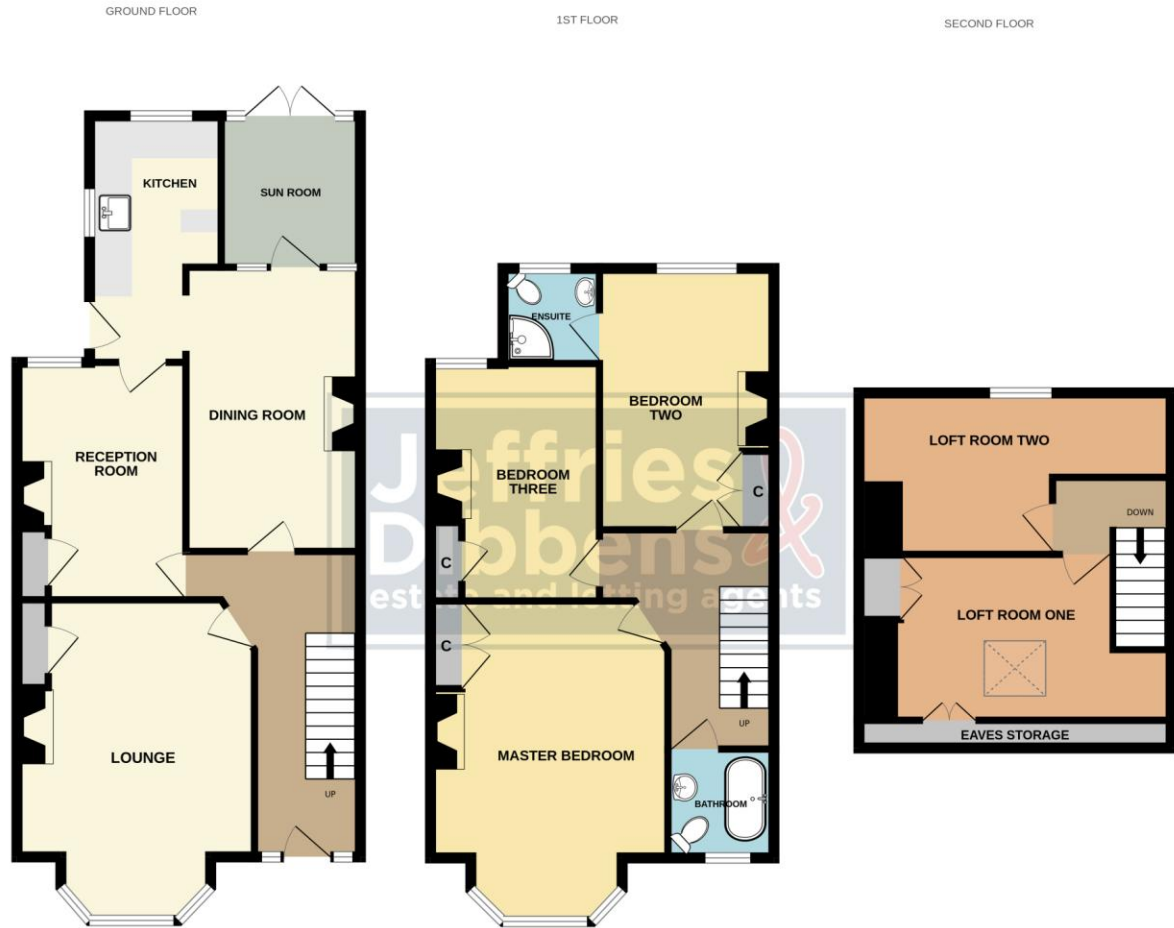 GROUND FLOOR
1ST FLOOR
SECOND FLOOR
KITCHEN
SUN ROOM
DINING ROOM
RECEPTION
ROOM
LOUNGE
UP
ENSUITE
BEDROOM
TWO
BEDROOM
THREE
C
C
C
MASTER BEDROOM
UP
BATHROOM
LOFT ROOM TWO
DOWN
LOFT ROOM ONE
EAVES STORAGE
Jeffries &
Dibbens
estate and letting agents